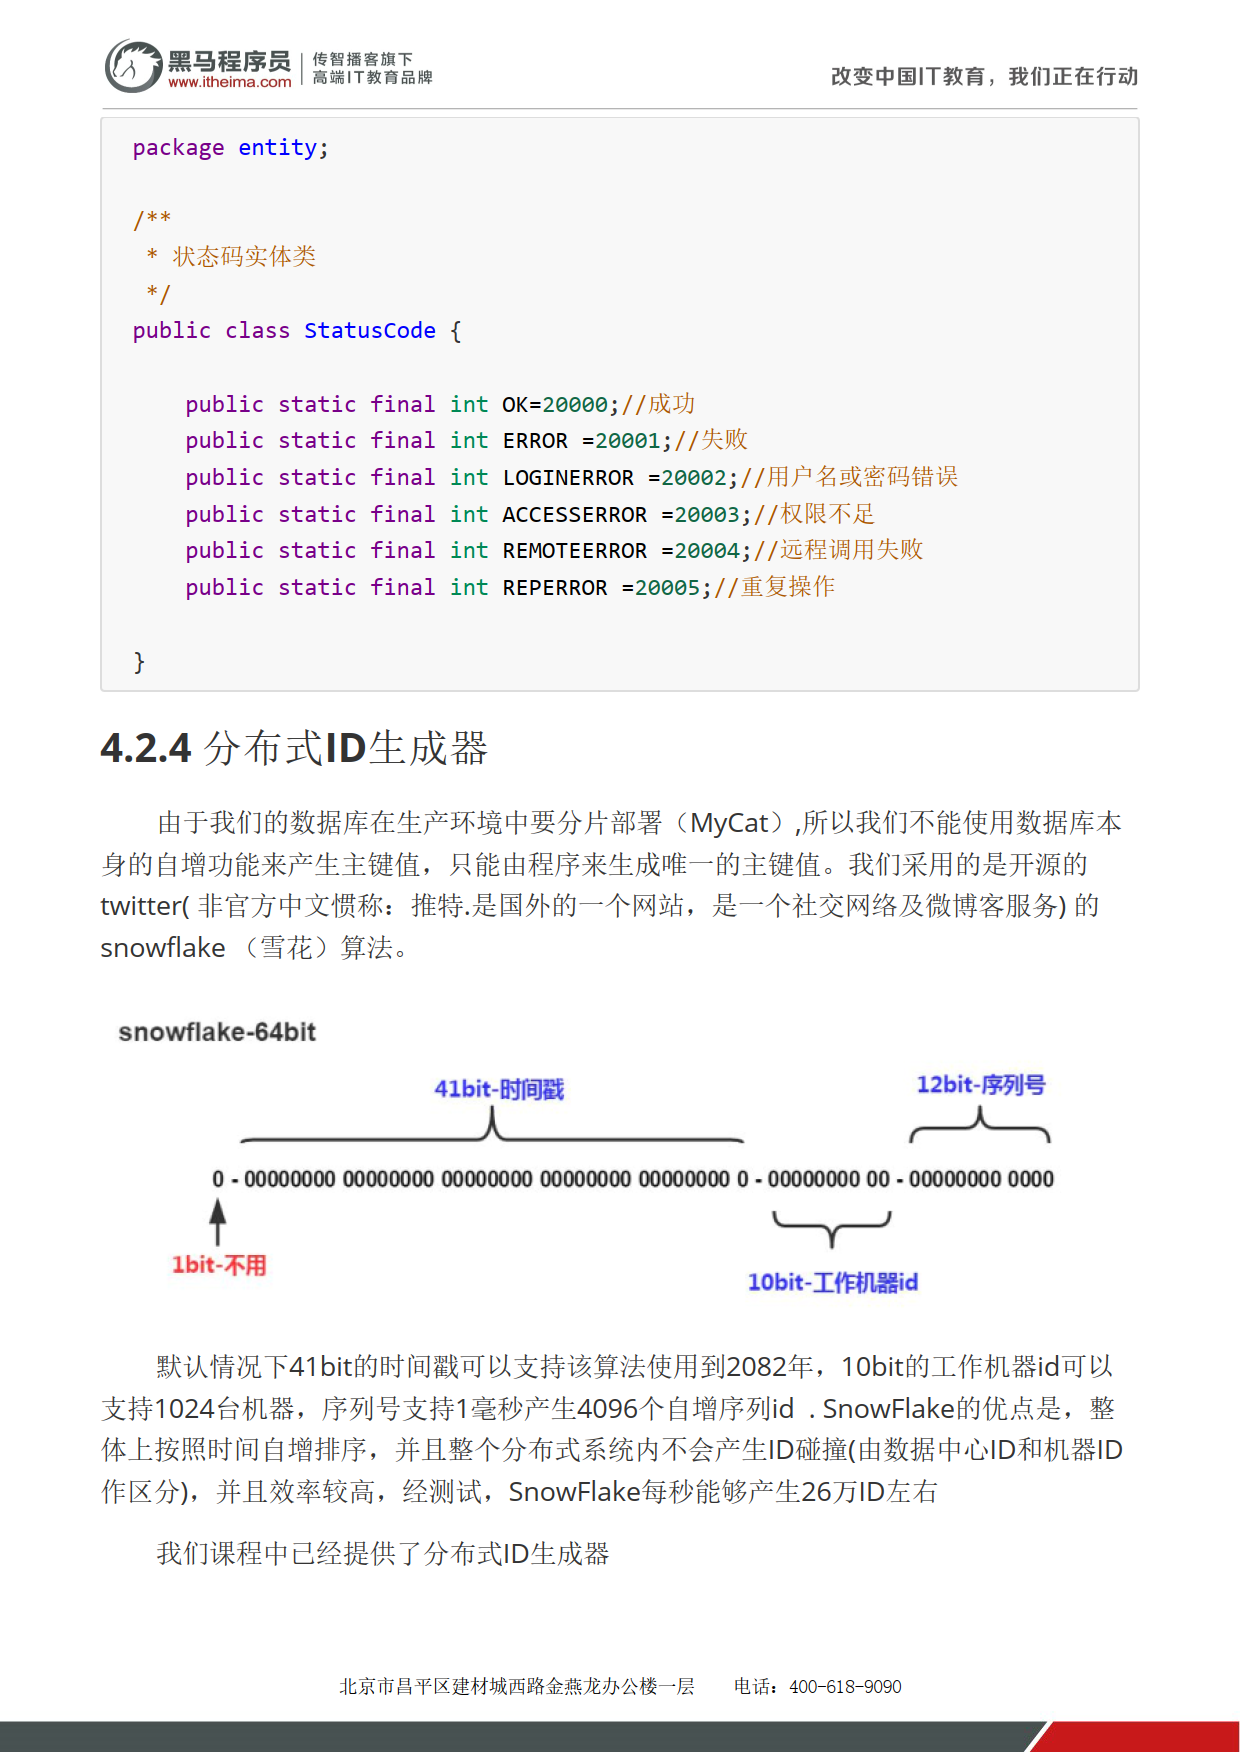 黑马程序员
www.itheima.com
传智播客旗下
高端IT教育品牌
改变中国IT教育，我们正在行动
package entity;
/**
 * 状态码实体类
 */
public class StatusCode {
    public static final int OK=20000;//成功
    public static final int ERROR =20001;//失败
    public static final int LOGINERROR =20002;//用户名或密码错误
    public static final int ACCESSERROR =20003;//权限不足
    public static final int REMOTEERROR =20004;//远程调用失败
    public static final int REPERROR =20005;//重复操作
}
4.2.4 分布式ID生成器
由于我们的数据库在生产环境中要分片部署（MyCat）,所以我们不能使用数据库本
身的自增功能来产生主键值，只能由程序来生成唯一的主键值。我们采用的是开源的
twitter( 非官方中文惯称：推特.是国外的一个网站，是一个社交网络及微博客服务) 的
snowflake （雪花）算法。
snowflake-64bit
41bit-时间戳
12bit-序列号
0 - 00000000 00000000 00000000 00000000 00000000 0 - 00000000 00 - 00000000 0000
1bit-不用
10bit-工作机器id
默认情况下41bit的时间戳可以支持该算法使用到2082年，10bit的工作机器id可以
支持1024台机器，序列号支持1毫秒产生4096个自增序列id . SnowFlake的优点是，整
体上按照时间自增排序，并且整个分布式系统内不会产生ID碰撞(由数据中心ID和机器ID
作区分)，并且效率较高，经测试，SnowFlake每秒能够产生26万ID左右
我们课程中已经提供了分布式ID生成器
北京市昌平区建材城西路金燕龙办公楼一层 电话：400-618-9090